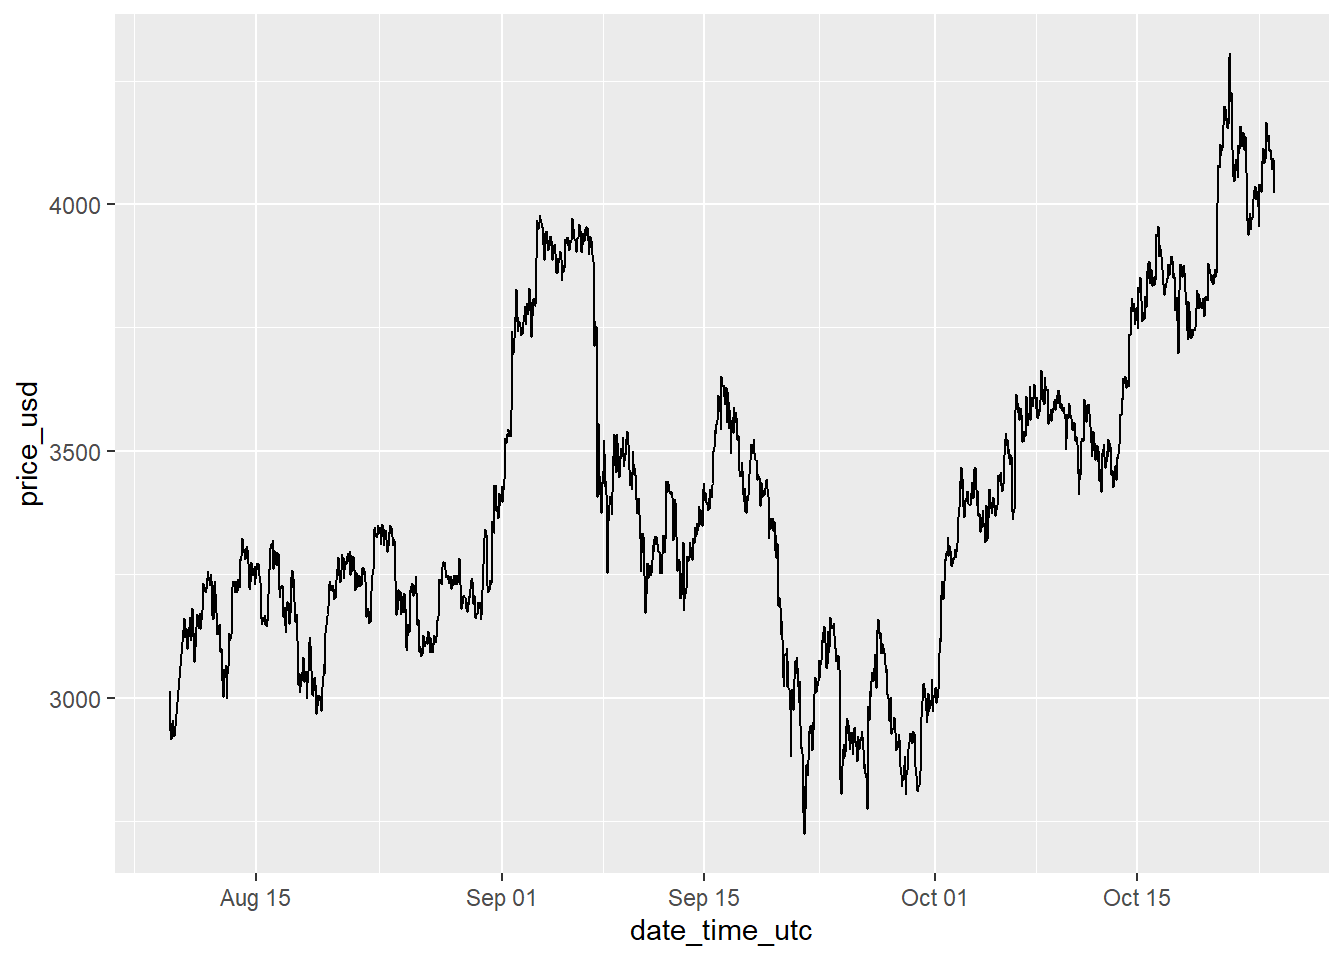 4000
3500
3000
price_usd
Aug 15
Sep 01
Sep 15
Oct 01
Oct 15
date_time_utc